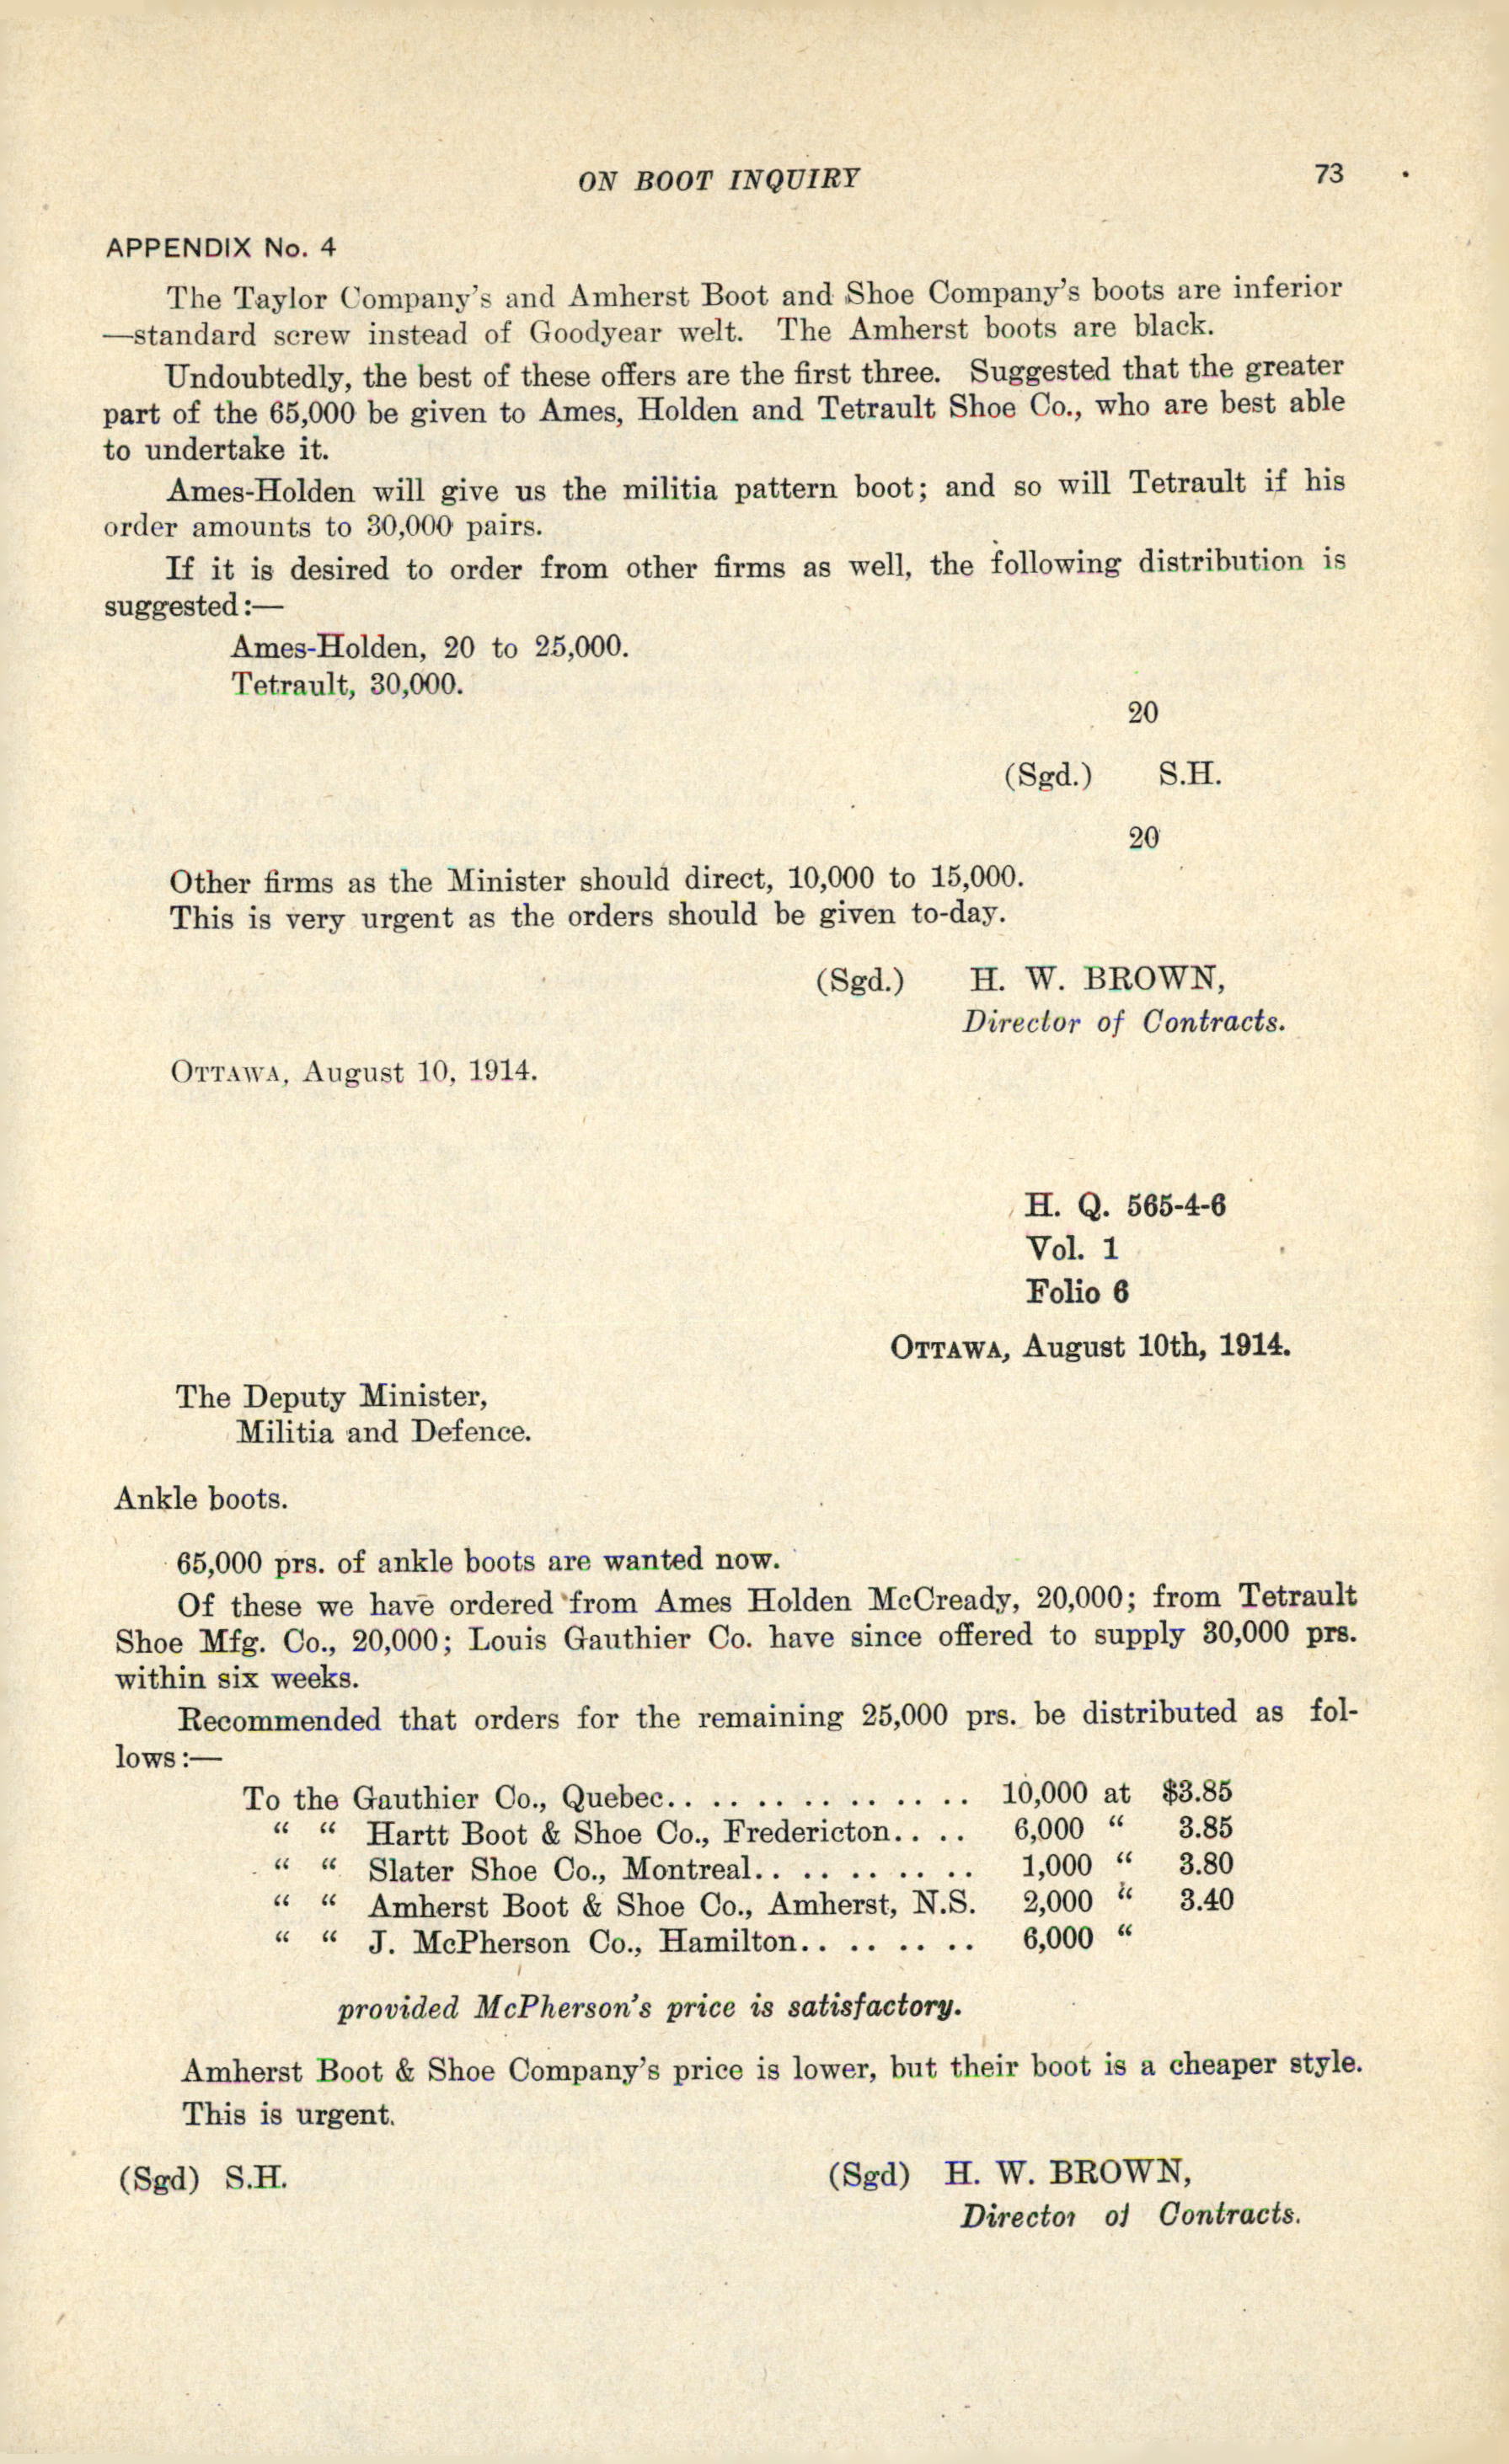 ON BOOT INQUIRY 73
APPENDIX No. 4
The Taylor Company's and Amherst Boot and Shoe Company's boots are inferior
—standard screw instead of Goodyear welt. The Amherst boots are black.
Undoubtedly, the best of these offers are the first three. Suggested that the greater
part of the 65,000 be given to Ames, Holden and Tetrault Shoe Co., who are best able
to undertake it.
Ames-Holden will give us the militia pattern boot; and so will Tetrault if his
order amounts to 30,000 pairs.
If it is desired to order from other firms as well, the following distribution is
suggested:—
Ames-Holden, 20 to 25,000.
Tetrault, 30,000.
20
(Sgd.) S.H.
20
Other firms as the Minister should direct, 10,000 to 15,000.
This is very urgent as the orders should be given to-day.
(Sgd.) H. W. BROWN,
Director of Contracts.
OTTAWA, August 10, 1914.
H. Q. 565-4-6
Vol. 1
Folio 6
OTTAWA, August 10th, 1914.
The Deputy Minister,
Militia and Defence.
Ankle boots.
65,000 prs. of ankle boots are wanted now.
Of these we have ordered from Ames Holden McCready, 20,000; from Tetrault
Shoe Mfg. Co., 20,000; Louis Gauthier Co. have since offered to supply 30,000 prs.
within six weeks.
Recommended that orders for the remaining 25,000 prs. be distributed as fol-
lows:—
To the Gauthier Co., Quebec.. .. .. .. .. .. .. 10,000 at $3.85
" " Hartt Boot & Shoe Co., Fredericton.. .. 6,000 " 3.85
" " Slater Shoe Co., Montreal.. .. .. .. .. 1,000 " 3.80
" " Amherst Boot & Shoe Co., Amherst, N.S. 2,000 " 3.40
" " J. McPherson Co., Hamilton.. .. .. .. 6,000 "
provided McPherson's price is satisfactory.
Amherst Boot & Shoe Company's price is lower, but their boot is a cheaper style.
This is urgent.
(Sgd) S.H. (Sgd) H. W. BROWN,
Director of Contracts.